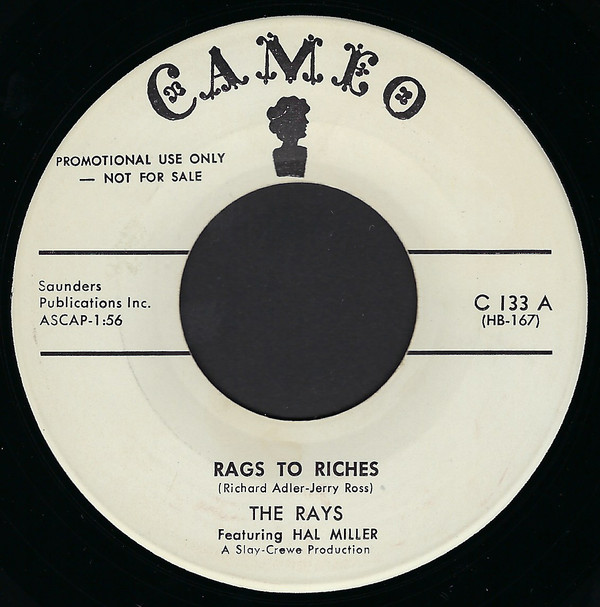 CAMEO
PROMOTIONAL USE ONLY
— NOT FOR SALE
Saunders
Publications Inc.
ASCAP-1:56
C 133 A
(HB-167)
RAGS TO RICHES
(Richard Adler-Jerry Ross)
THE RAYS
Featuring HAL MILLER
A Slay-Crewe Production